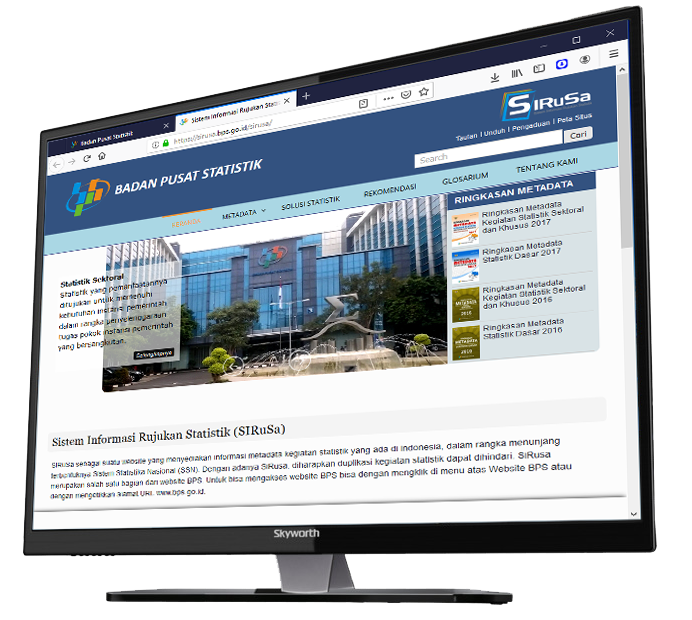 Badan Pusat Statistik
Sistem Informasi Rujukan Statis
https://sirusa.bps.go.id/sirusa/
SIRuSa
Tautan | Unduh | Pengaduan | Peta Situs
Search
Cari
BADAN PUSAT STATISTIK
BERANDA
METADATA
SOLUSI STATISTIK
REKOMENDASI
GLOSARIUM
TENTANG KAMI
RINGKASAN METADATA
Ringkasan Metadata
Kegiatan Statistik Sektoral
dan Khusus 2017
Ringkasan Metadata
Statistik Dasar 2017
Ringkasan Metadata
Kegiatan Statistik Sektoral
dan Khusus 2016
Ringkasan Metadata
Statistik Dasar 2016
Statistik Sektoral
Statistik yang pemanfaatannya
ditujukan untuk memenuhi
kebutuhan instansi pemerintah
dalam rangka penyelenggaraan
tugas pokok instansi pemerintah
yang bersangkutan.
Selengkapnya
Sistem Informasi Rujukan Statistik (SIRuSa)
SIRuSa sebagai suatu website yang menyediakan informasi metadata kegiatan statistik yang ada di Indonesia, dalam rangka menunjang
terbentuknya Sistem Statistika Nasional (SSN). Dengan adanya SiRusa, diharapkan duplikasi kegiatan statistik dapat dihindari. SiRusa
merupakan salah satu bagian dari website BPS. Untuk bisa mengakses website BPS bisa dengan mengklik di menu atas Website BPS atau
dengan mengetikkan alamat URL www.bps.go.id.
Skyworth